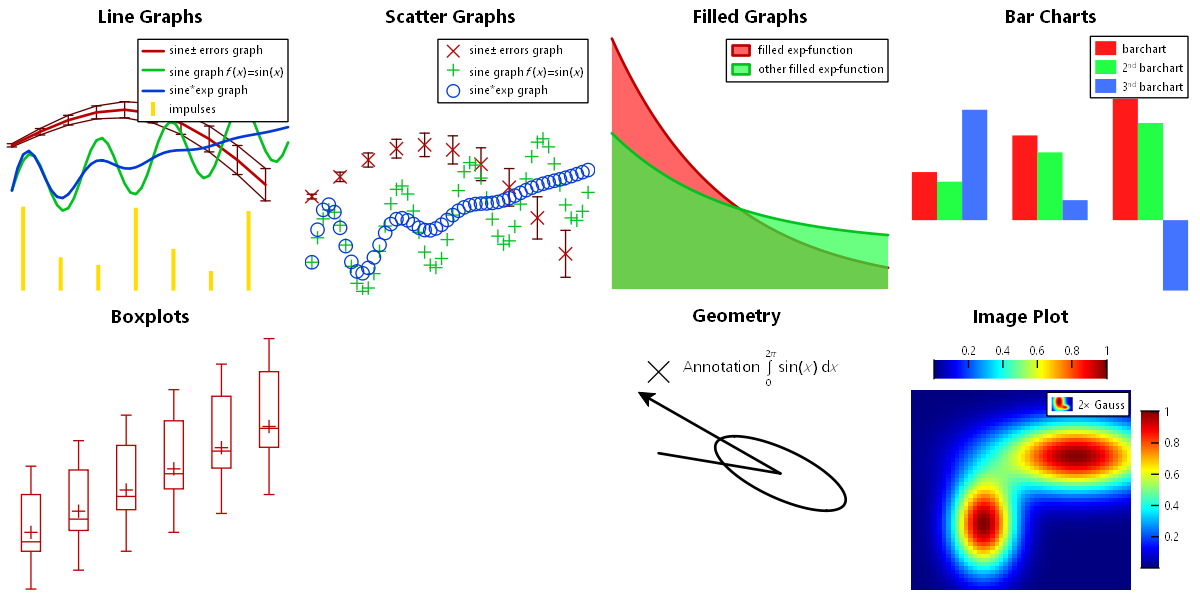 Line Graphs
sine± errors graph
sine graph f(x)=sin(x)
sine*exp graph
impulses
Scatter Graphs
sine± errors graph
sine graph f(x)=sin(x)
sine*exp graph
Filled Graphs
filled exp-function
other filled exp-function
Bar Charts
barchart
2nd barchart
3rd barchart
Boxplots
Geometry
Annotation ∫₀²π sin(x) dx
Image Plot
0.2 0.4 0.6 0.8 1
2× Gauss
1
0.8
0.6
0.4
0.2